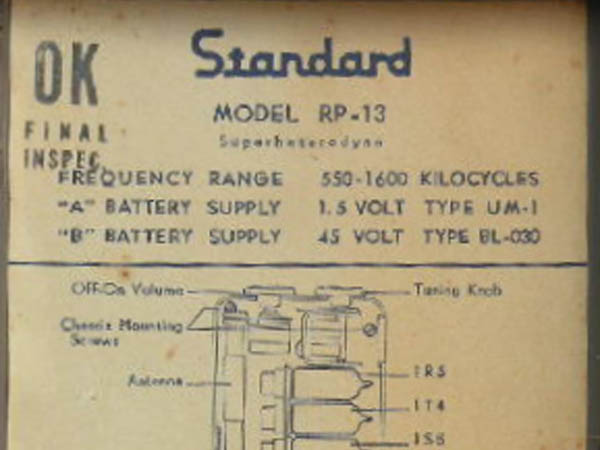 OK
FINAL
INSPEC.
Standard
MODEL RP-13
Superheterodyne
FREQUENCY RANGE 550-1600 KILOCYCLES
"A" BATTERY SUPPLY 1.5 VOLT TYPE UM-1
"B" BATTERY SUPPLY 45 VOLT TYPE BL-030
Off-On Volume
Tuning Knob
Chassis Mounting
Screws
Antenna
1R5
1T4
1S5